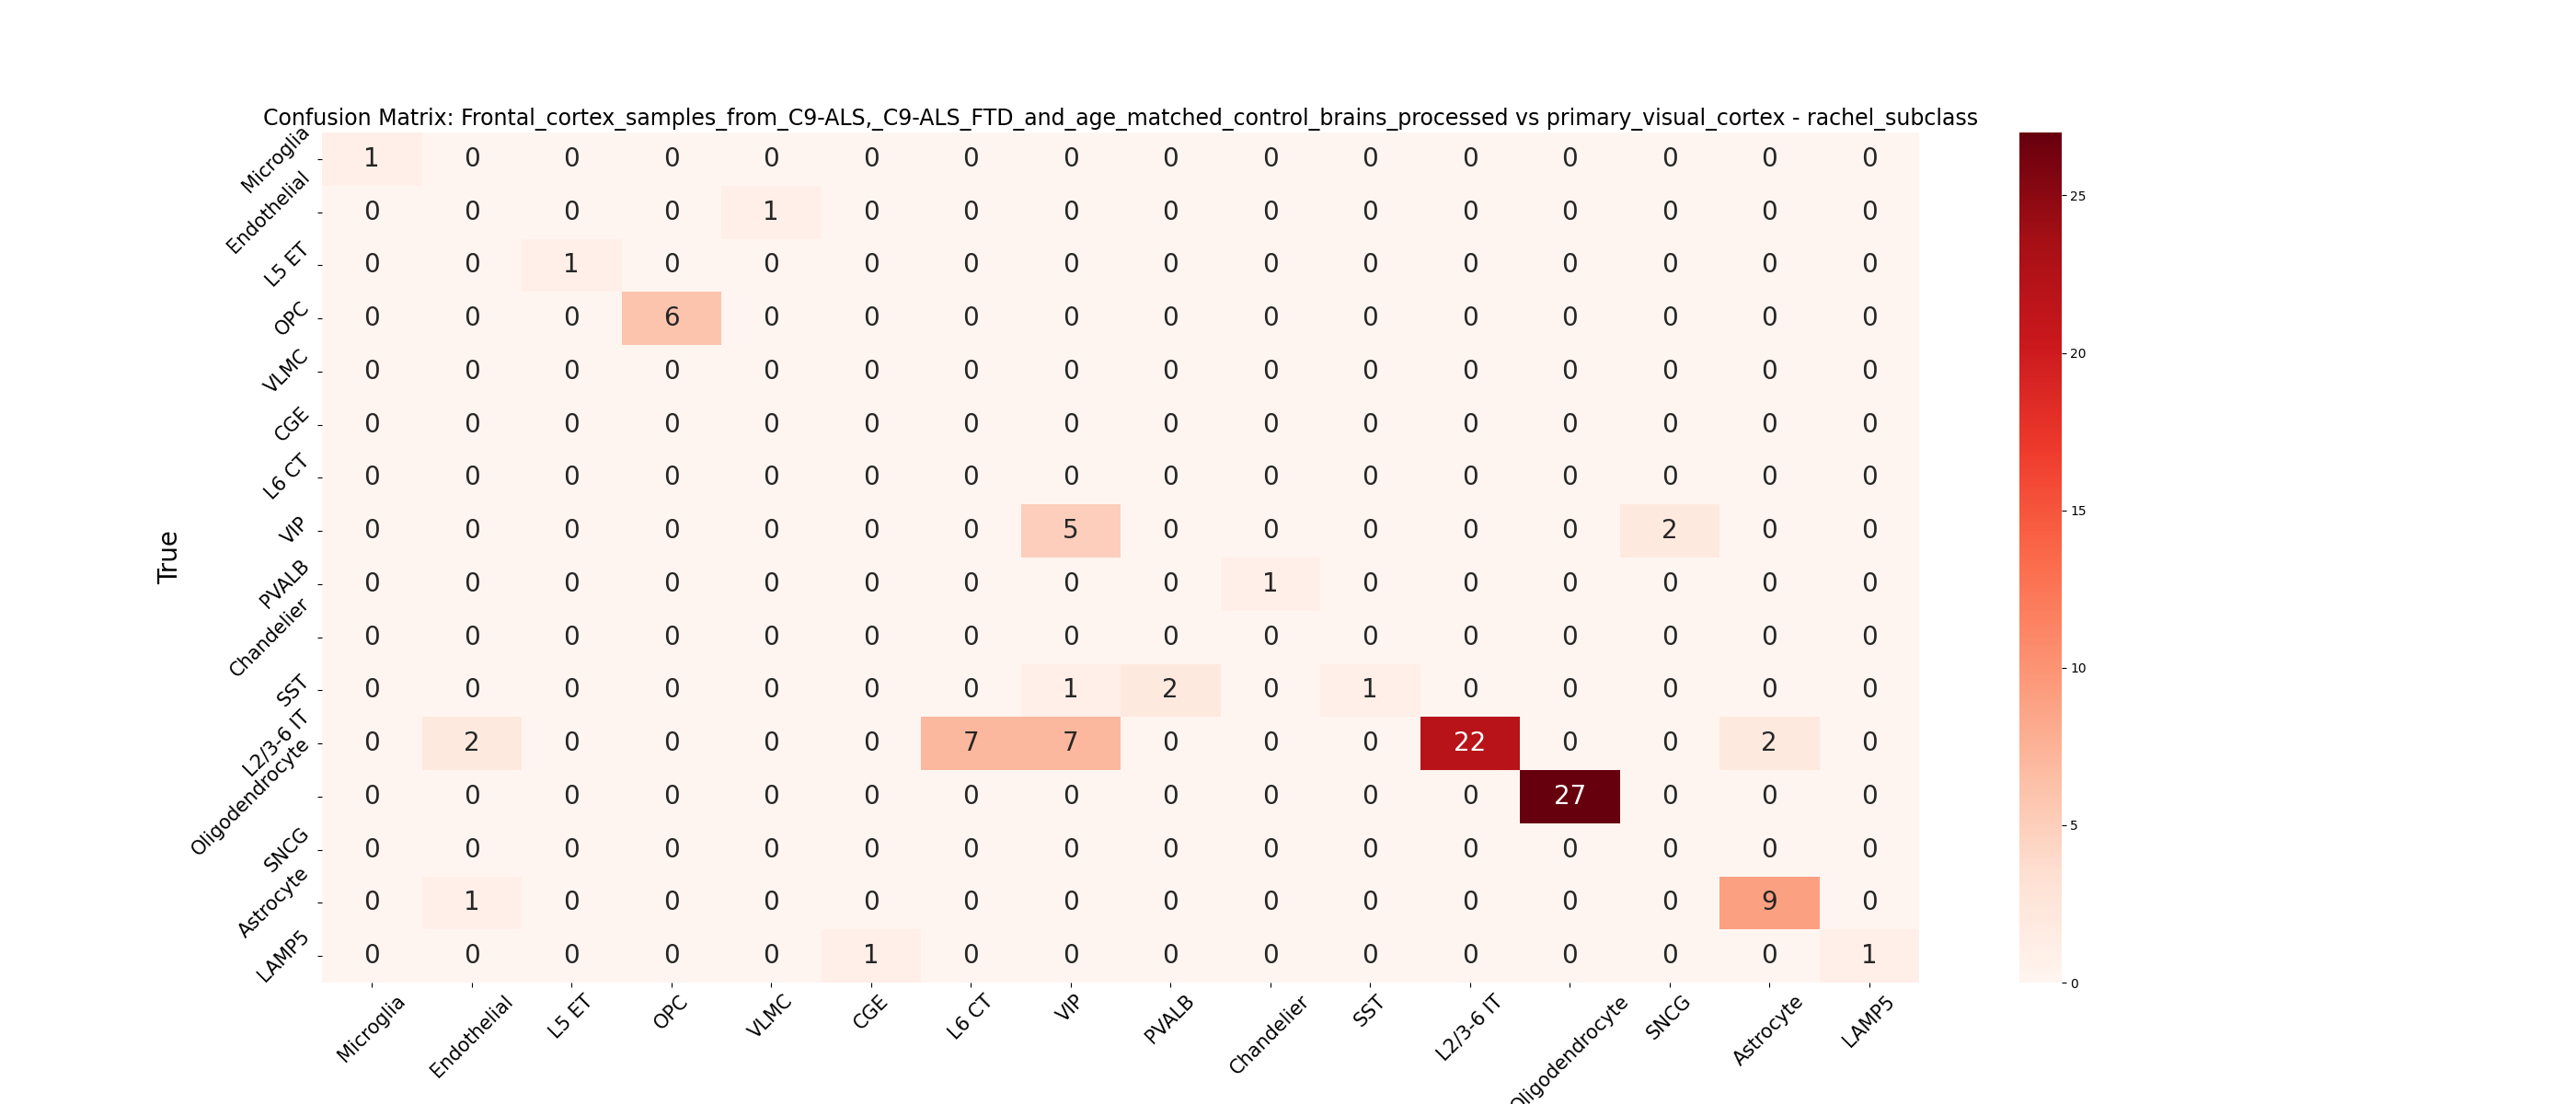 Confusion Matrix: Frontal_cortex_samples_from_C9-ALS,_C9-ALS_FTD_and_age_matched_control_brains_processed vs primary_visual_cortex - rachel_subclass
True
Microglia 1 0 0 0 0 0 0 0 0 0 0 0 0 0 0 0
Endothelial 0 0 0 0 1 0 0 0 0 0 0 0 0 0 0 0
L5 ET 0 0 1 0 0 0 0 0 0 0 0 0 0 0 0 0
OPC 0 0 0 6 0 0 0 0 0 0 0 0 0 0 0 0
VLMC 0 0 0 0 0 0 0 0 0 0 0 0 0 0 0 0
CGE 0 0 0 0 0 0 0 0 0 0 0 0 0 0 0 0
L6 CT 0 0 0 0 0 0 0 0 0 0 0 0 0 0 0 0
VIP 0 0 0 0 0 0 0 5 0 0 0 0 0 2 0 0
PVALB 0 0 0 0 0 0 0 0 0 1 0 0 0 0 0 0
Chandelier 0 0 0 0 0 0 0 0 0 0 0 0 0 0 0 0
SST 0 0 0 0 0 0 0 1 2 0 1 0 0 0 0 0
L2/3-6 IT 0 2 0 0 0 0 7 7 0 0 0 22 0 0 2 0
Oligodendrocyte 0 0 0 0 0 0 0 0 0 0 0 0 27 0 0 0
SNCG 0 0 0 0 0 0 0 0 0 0 0 0 0 0 0 0
Astrocyte 0 1 0 0 0 0 0 0 0 0 0 0 0 0 9 0
LAMP5 0 0 0 0 0 1 0 0 0 0 0 0 0 0 0 1
Microglia Endothelial L5 ET OPC VLMC CGE L6 CT VIP PVALB Chandelier SST L2/3-6 IT Oligodendrocyte SNCG Astrocyte LAMP5
25
20
15
10
5
0